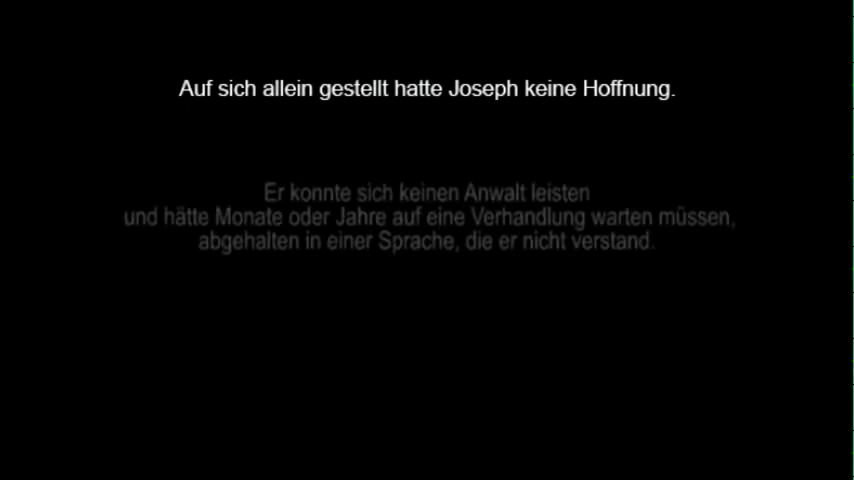 Auf sich allein gestellt hatte Joseph keine Hoffnung.
Er konnte sich keinen Anwalt leisten
und hätte Monate oder Jahre auf eine Verhandlung warten müssen,
abgehalten in einer Sprache, die er nicht verstand.